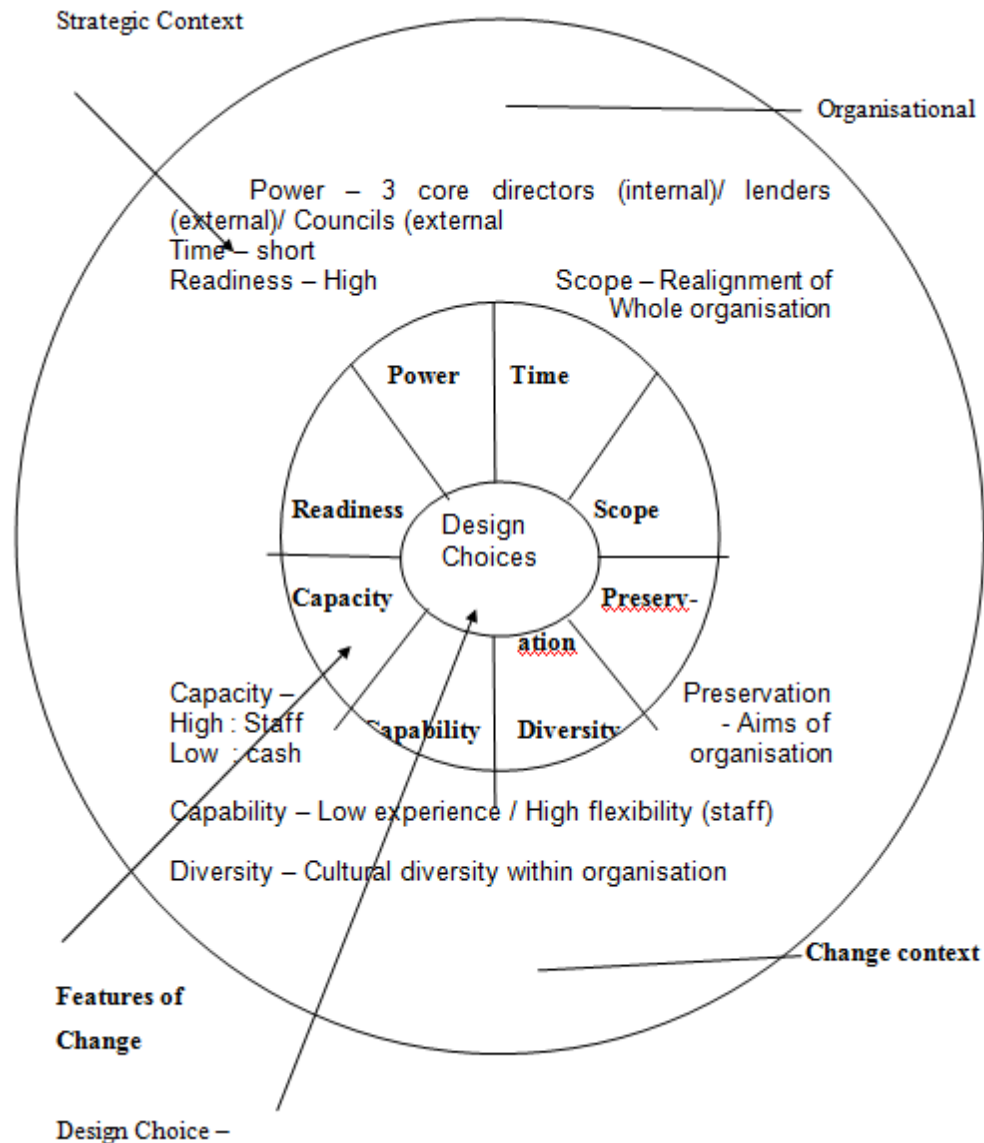 Strategic Context
Organisational
Power – 3 core directors (internal)/ lenders
(external)/ Councils (external
Time – short
Readiness – High
Scope – Realignment of
Whole organisation
Power
Time
Readiness
Scope
Design
Choices
Capacity
Preserv-
ation
Capability
Diversity
Capacity –
High : Staff
Low : cash
Preservation
- Aims of
organisation
Capability – Low experience / High flexibility (staff)
Diversity – Cultural diversity within organisation
Change context
Features of
Change
Design Choice –